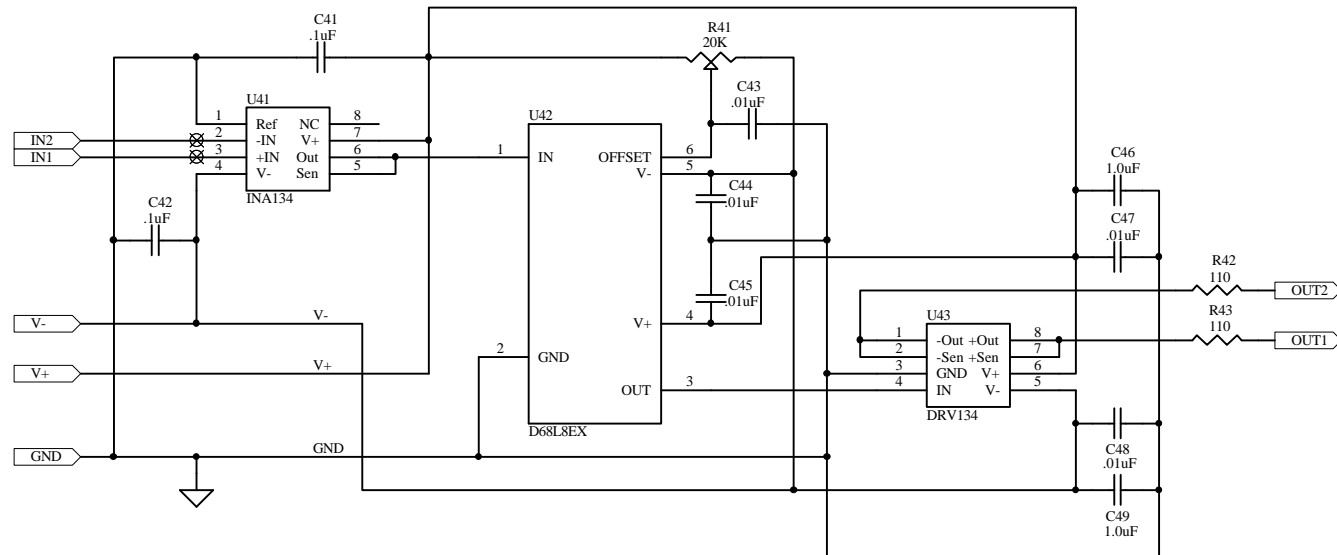 C41
.1uF
R41
20K
C43
.01uF
U41
U42
1
Ref
NC
8
IN2
2
-IN
V+
7
IN1
3
+IN
Out
6
4
V-
Sen
5
INA134
1
IN
OFFSET
6
V-
5
C46
1.0uF
C42
.1uF
C44
.01uF
C47
.01uF
R42
110
OUT2
C45
.01uF
V-
V-
V+
4
U43
R43
110
OUT1
1
-Out
+Out
8
2
-Sen
+Sen
7
2
GND
3
GND
V+
6
V+
V+
OUT
3
4
IN
V-
5
DRV134
D68L8EX
GND
GND
C48
.01uF
C49
1.0uF